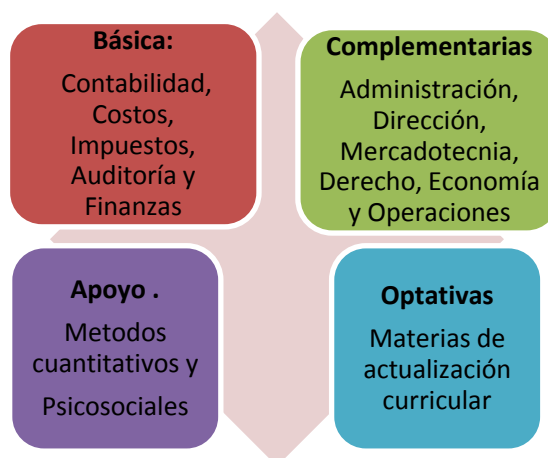 Básica:
Contabilidad,
Costos,
Impuestos,
Auditoría y
Finanzas
Complementarias
Administración,
Dirección,
Mercadotecnia,
Derecho, Economía
y Operaciones
Apoyo .
Metodos
cuantitativos y
Psicosociales
Optativas
Materias de
actualización
curricular